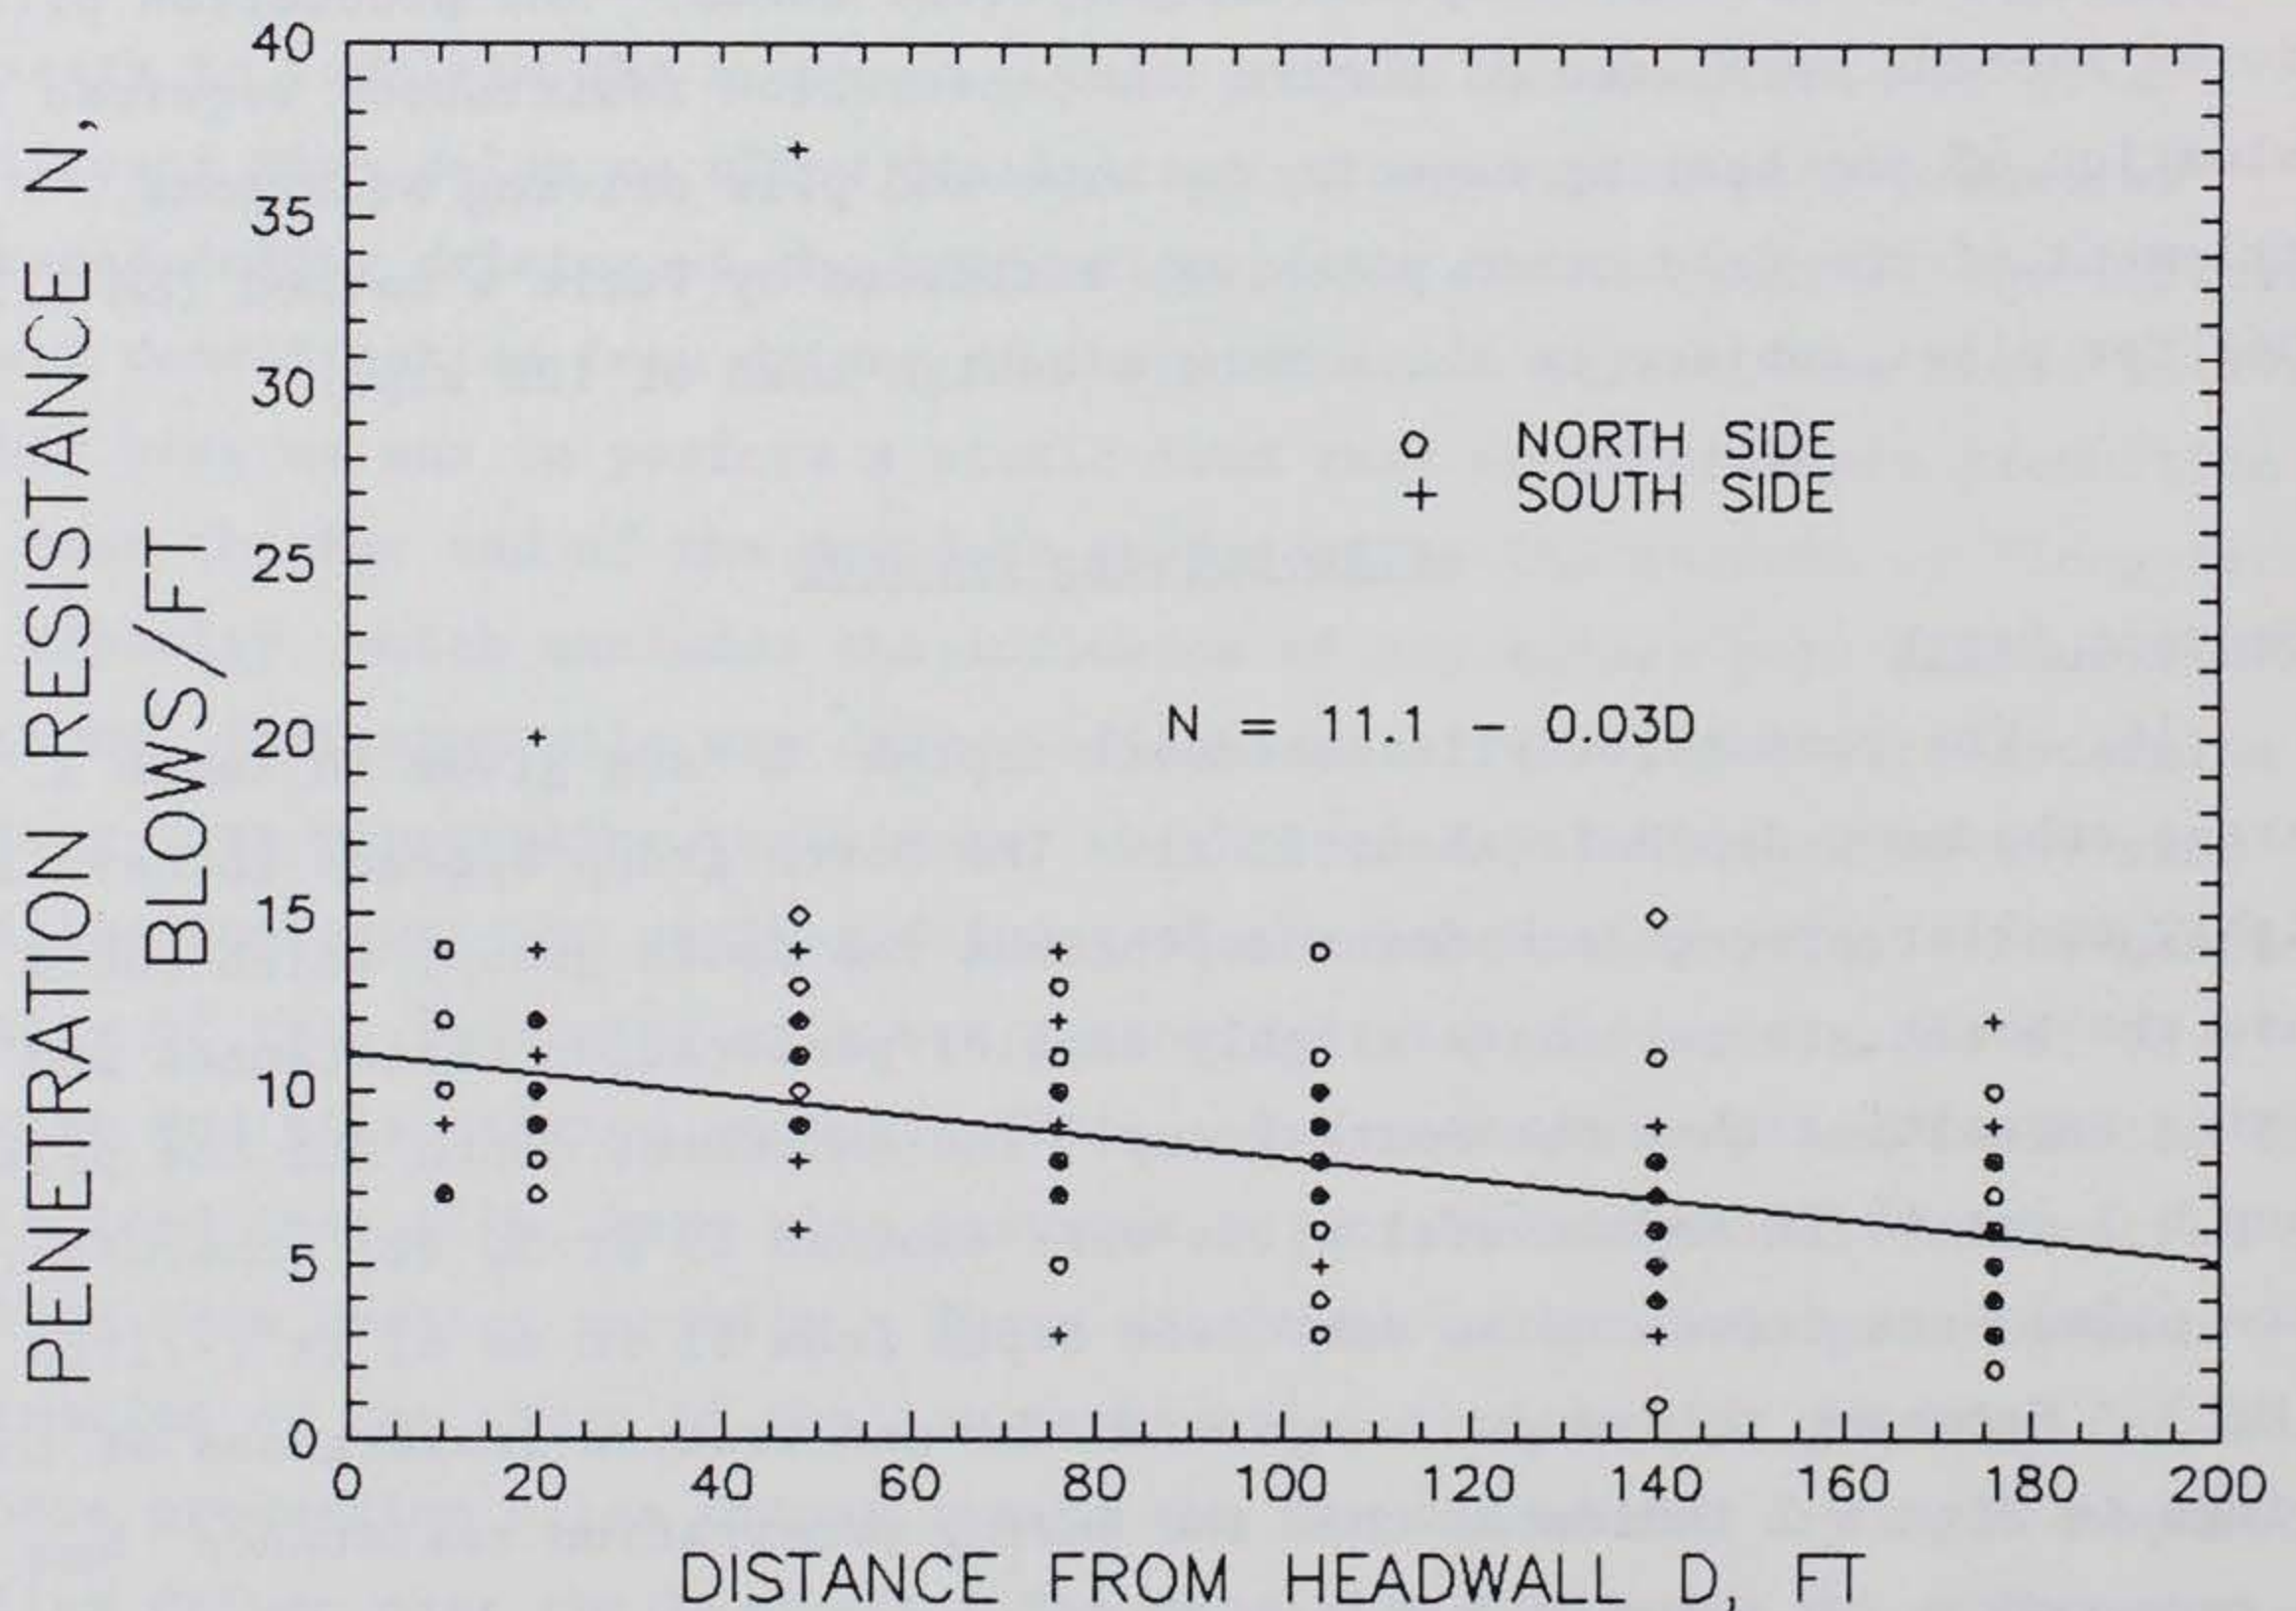 PENETRATION RESISTANCE N,
BLOWS/FT
40
35
30
25
20
15
10
5
0
NORTH SIDE
SOUTH SIDE
N = 11.1 - 0.03D
0 20 40 60 80 100 120 140 160 180 200
DISTANCE FROM HEADWALL D, FT